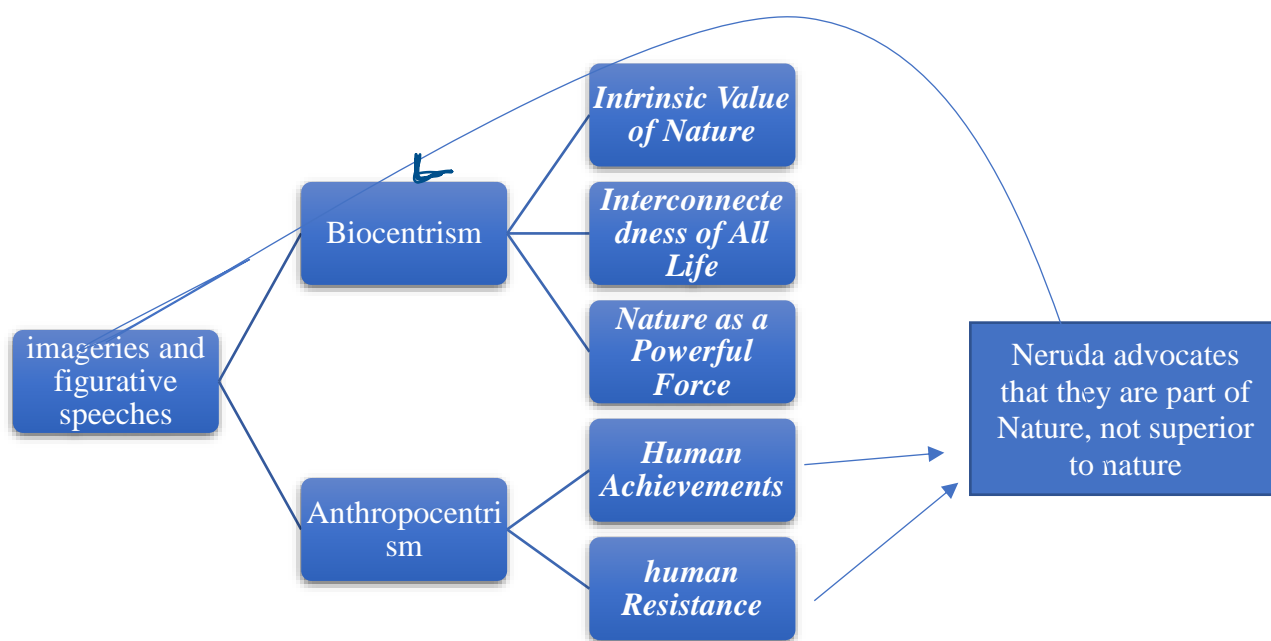 Intrinsic Value
of Nature
Biocentrism
Interconnecte
dness of All
Life
Nature as a
Powerful
Force
imageries and
figurative
speeches
Anthropocentri
sm
Human
Achievements
human
Resistance
Neruda advocates
that they are part of
Nature, not superior
to nature